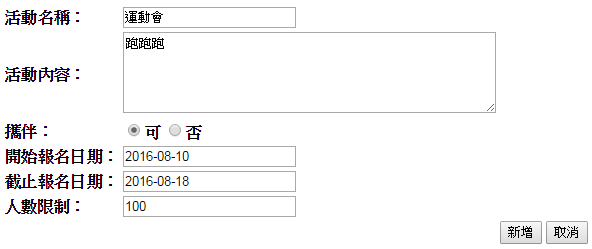 活動名稱： 運動會
活動內容： 跑跑跑
攜伴： 可 否
開始報名日期： 2016-08-10
截止報名日期： 2016-08-18
人數限制： 100
新增 取消